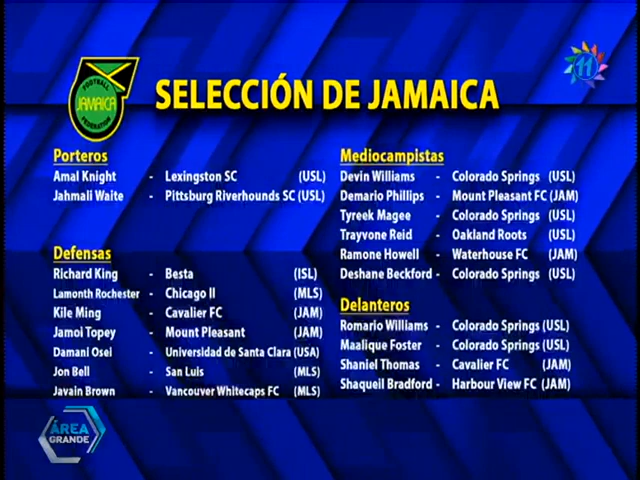 FOOTBALL
JAMAICA
FEDERATION
SELECCIÓN DE JAMAICA
11
Porteros
Amal Knight - Lexingston SC (USL)
Jahmali Waite - Pittsburg Riverhounds SC (USL)
Defensas
Richard King - Besta (ISL)
Lamonth Rochester - Chicago II (MLS)
Kile Ming - Cavalier FC (JAM)
Jamoi Topey - Mount Pleasant (JAM)
Damani Osei - Universidad de Santa Clara (USA)
Jon Bell - San Luis (MLS)
Javain Brown - Vancouver Whitecaps FC (MLS)
Mediocampistas
Devin Williams - Colorado Springs (USL)
Demario Phillips - Mount Pleasant FC (JAM)
Tyreek Magee - Colorado Springs (USL)
Trayvone Reid - Oakland Roots (USL)
Ramone Howell - Waterhouse FC (JAM)
Deshane Beckford - Colorado Springs (USL)
Delanteros
Romario Williams - Colorado Springs (USL)
Maalique Foster - Colorado Springs (USL)
Shaniel Thomas - Cavalier FC (JAM)
Shaqueil Bradford - Harbour View FC (JAM)
ÁREA
GRANDE